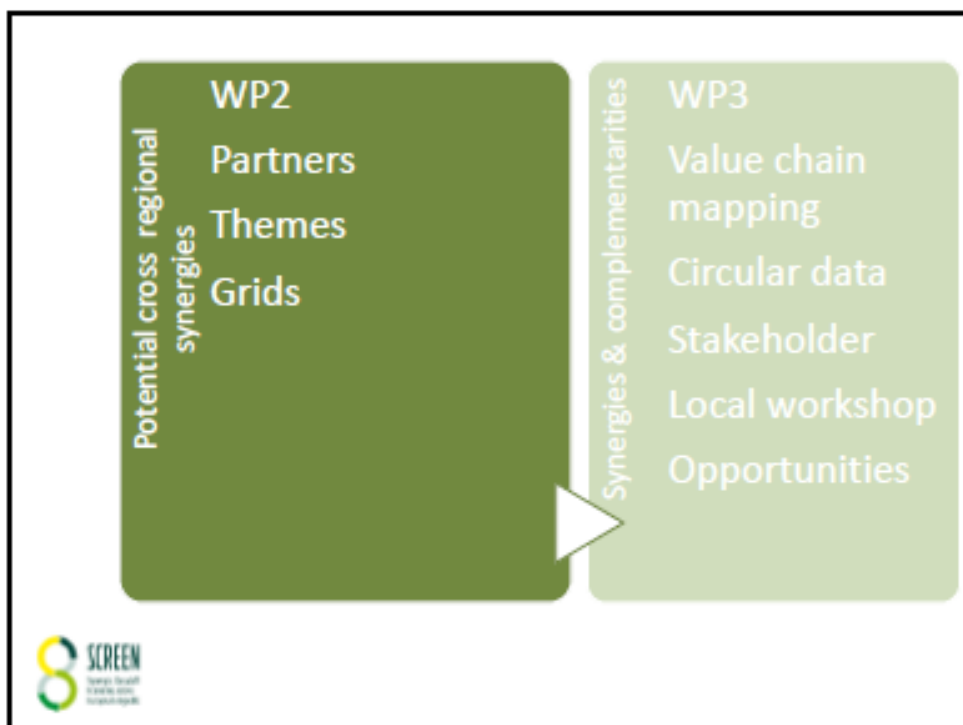 Potential cross regional
synergies
WP2
Partners
Themes
Grids
Synergies & complementarities
WP3
Value chain
mapping
Circular data
Stakeholder
Local workshop
Opportunities
SCREEN